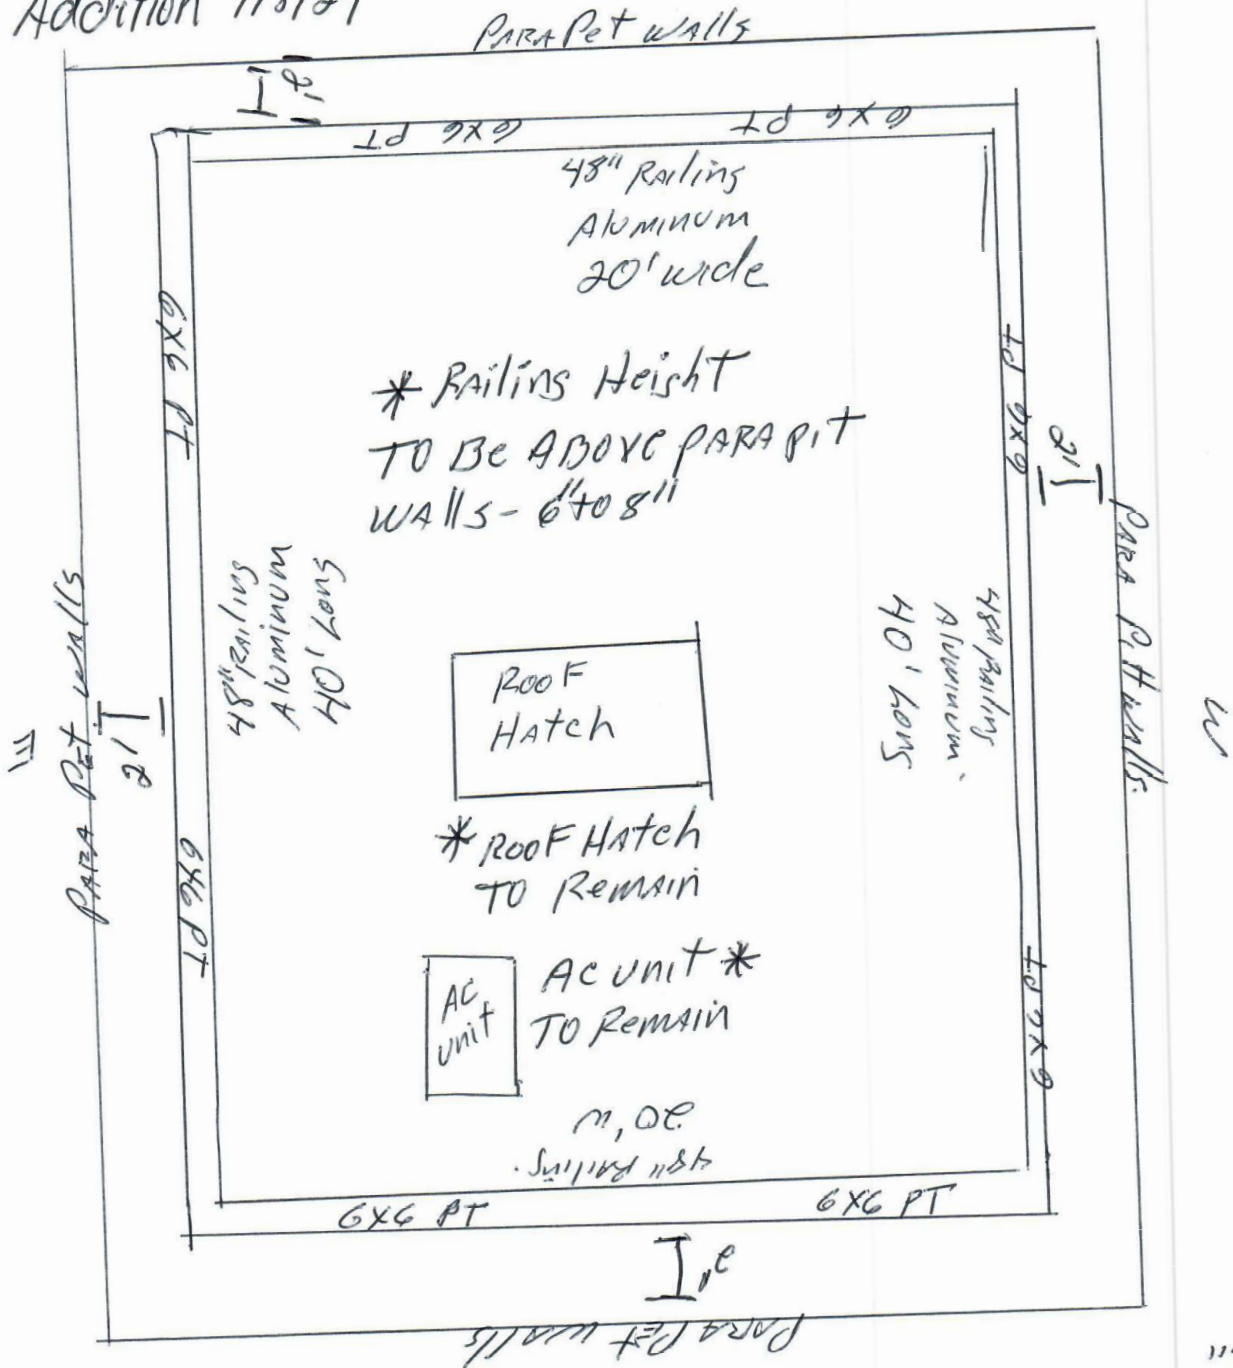 Addition
PARAPet walls
2'
6X6 PT
6X6 PT
48" Railing
Aluminum
20' wide
6X6 PT
6X6 PT
2'
* Railing Height
TO Be ABOVE PARA Pit
WAlls - 6" to 8"
48" Railing
Aluminum
40' Long
48" Railing
Aluminum
40' Long
PARA Pet walls
2'
PARA Pit walls
W
Roof
Hatch
* Roof Hatch
TO Remain
6X6 PT
6X6 PT
AC
unit
AC unit *
TO Remain
20' W
48" Railing
6X6 PT
6X6 PT
2'
PARAPet walls